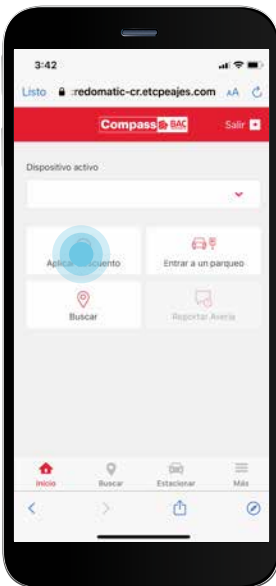 3:42
Listo :redomatic-cr.etcpeajes.com AA
Compass BAC Salir
Dispositivo activo
Entrar a un parqueo
Buscar
Reportar Avería
Inicio Buscar Estacionar Más